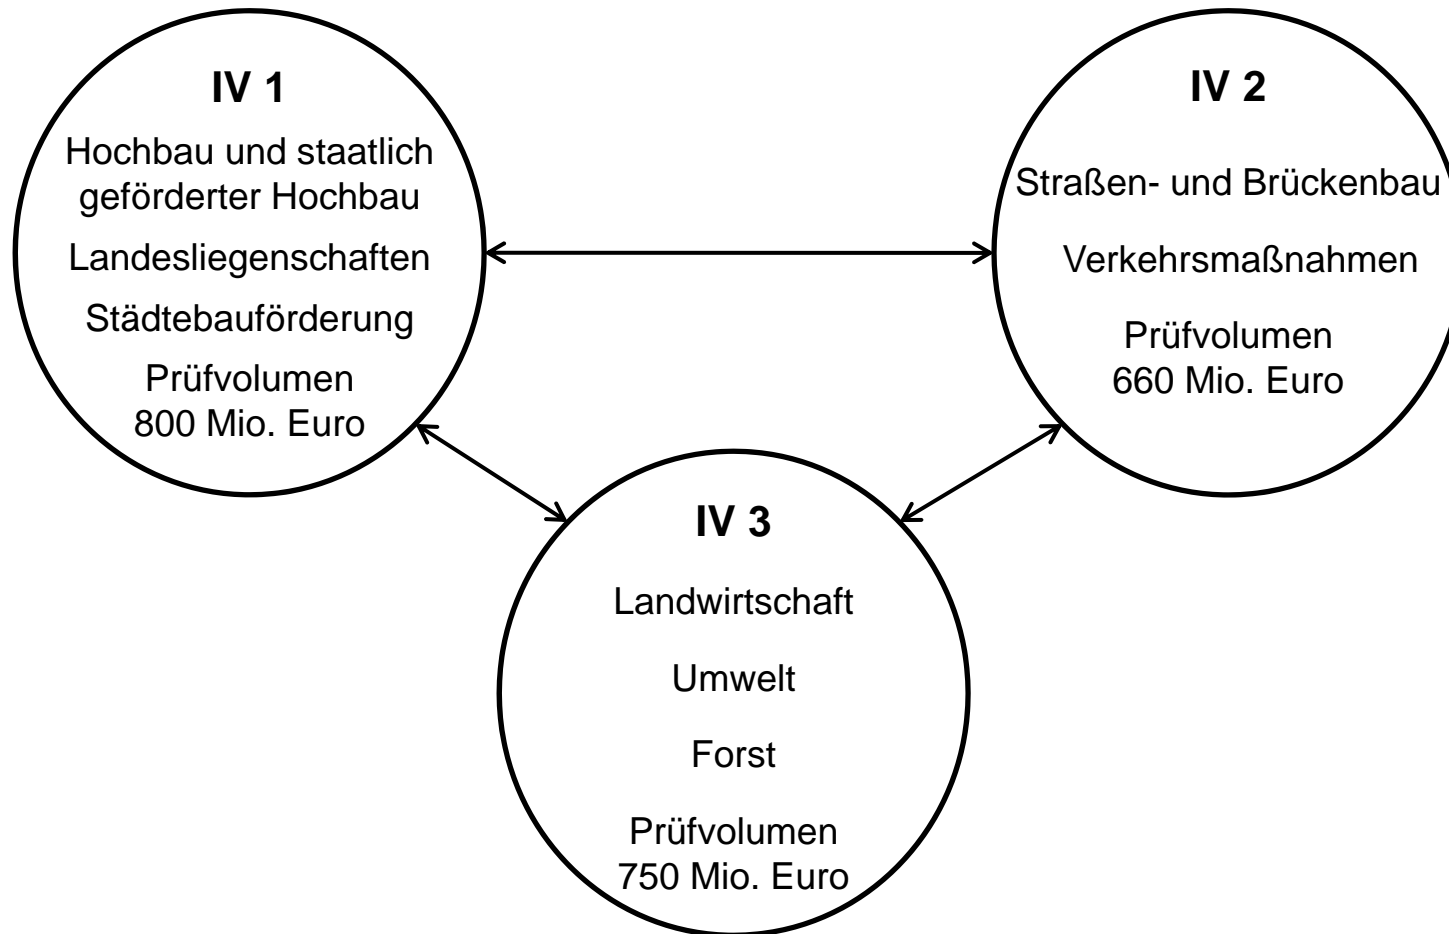 IV 1
Hochbau und staatlich
geförderter Hochbau
Landesliegenschaften
Städtebauförderung
Prüfvolumen
800 Mio. Euro
IV 2
Straßen- und Brückenbau
Verkehrsmaßnahmen
Prüfvolumen
660 Mio. Euro
IV 3
Landwirtschaft
Umwelt
Forst
Prüfvolumen
750 Mio. Euro